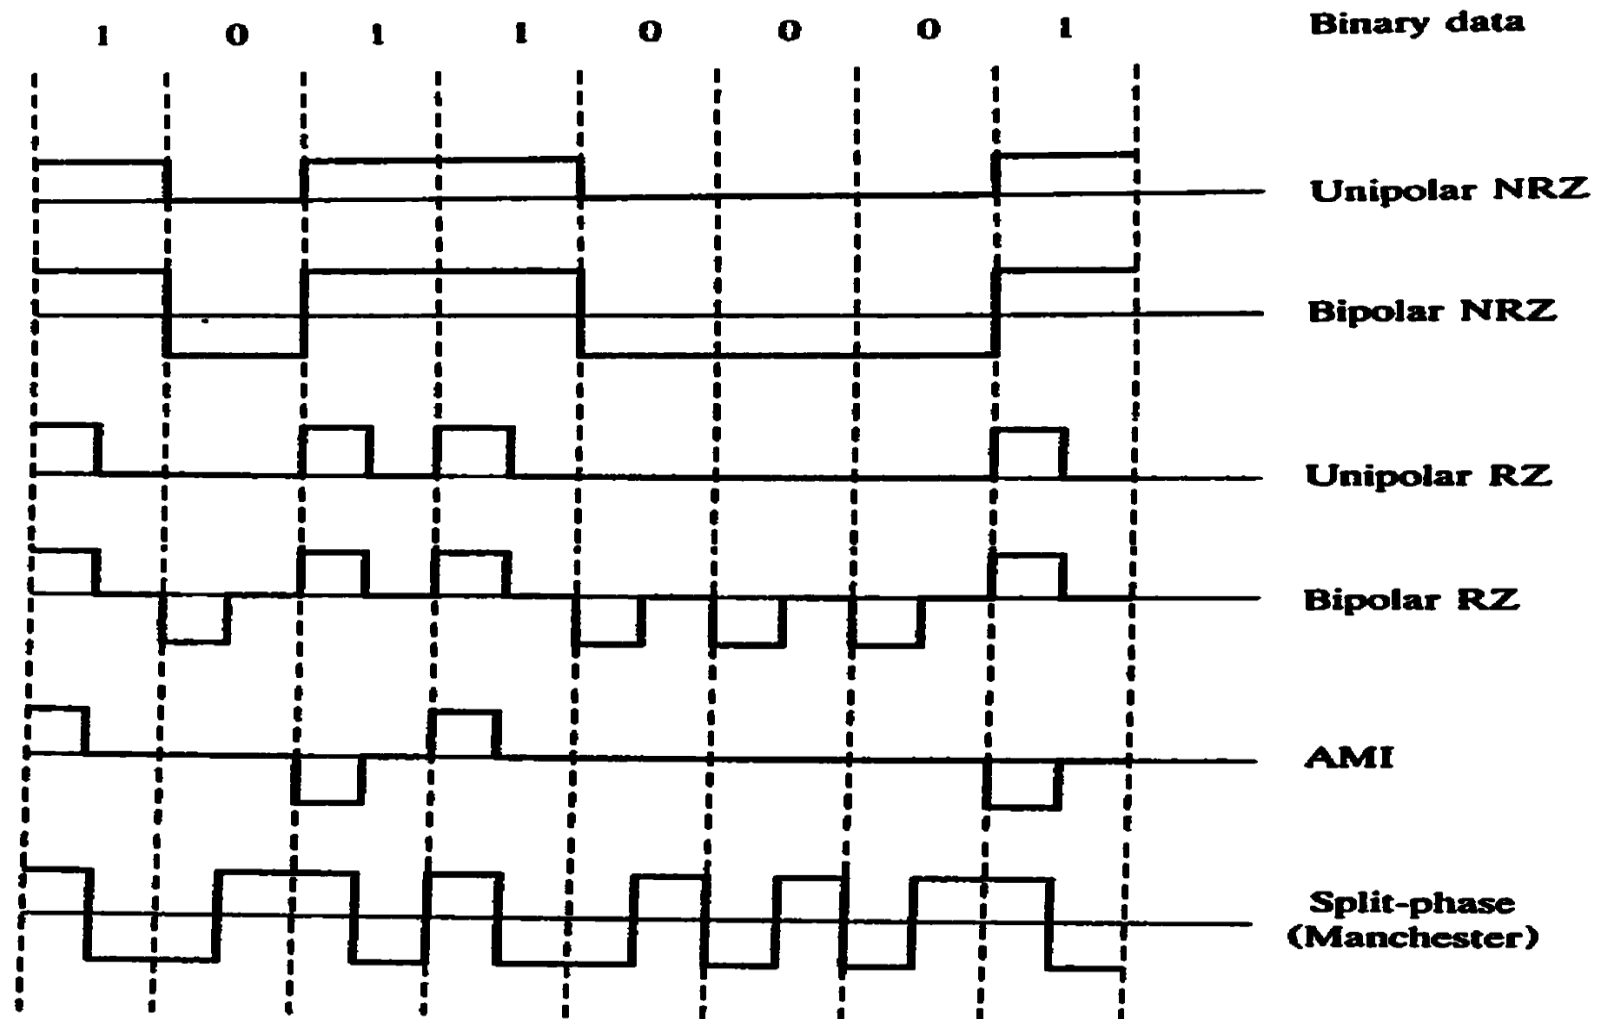 1 0 1 1 0 0 0 1 Binary data
Unipolar NRZ
Bipolar NRZ
Unipolar RZ
Bipolar RZ
AMI
Split-phase
(Manchester)